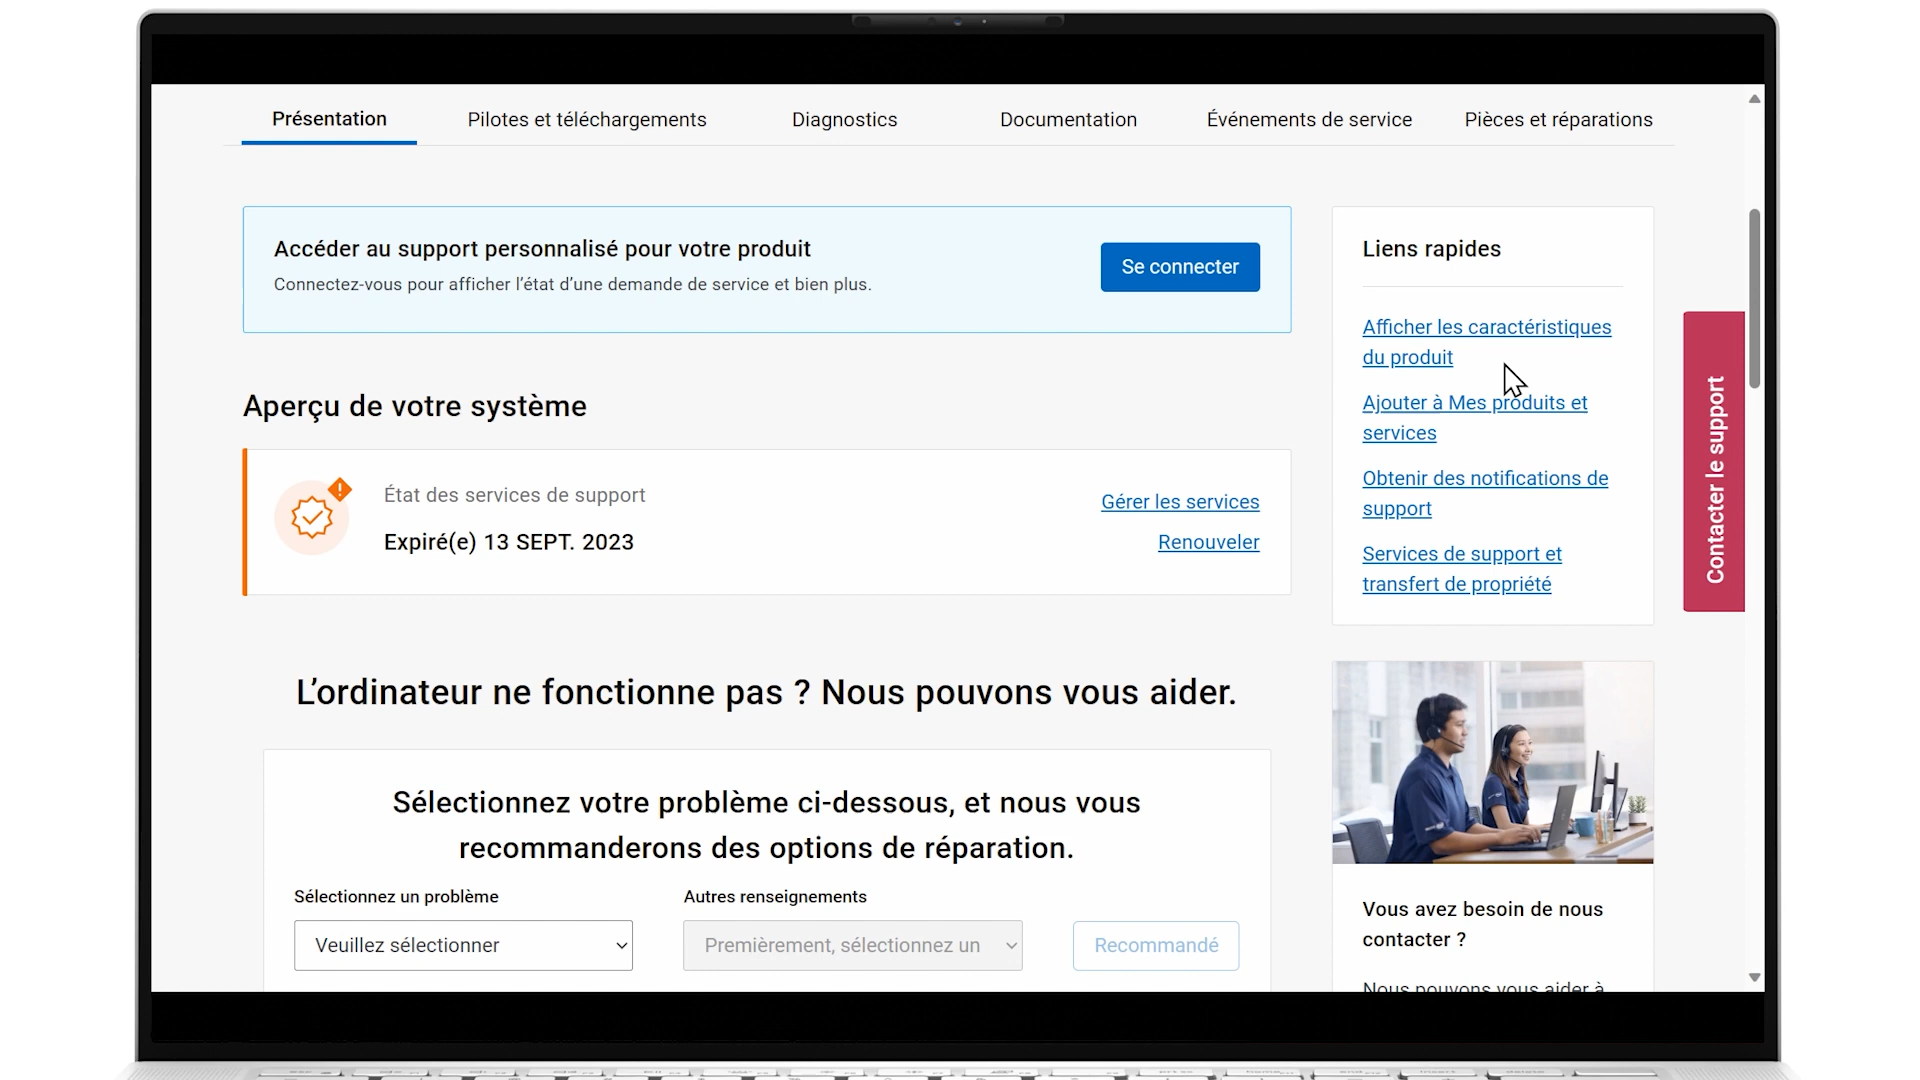 Présentation
Pilotes et téléchargements
Diagnostics
Documentation
Événements de service
Pièces et réparations
Accéder au support personnalisé pour votre produit
Connectez-vous pour afficher l’état d’une demande de service et bien plus.
Se connecter
Aperçu de votre système
État des services de support
Expiré(e) 13 SEPT. 2023
Gérer les services
Renouveler
L’ordinateur ne fonctionne pas ? Nous pouvons vous aider.
Sélectionnez votre problème ci-dessous, et nous vous
recommanderons des options de réparation.
Sélectionnez un problème
Veuillez sélectionner
Autres renseignements
Premièrement, sélectionnez un
Recommandé
Liens rapides
Afficher les caractéristiques
du produit
Ajouter à Mes produits et
services
Obtenir des notifications de
support
Services de support et
transfert de propriété
Contacter le support
Vous avez besoin de nous
contacter ?
Nous pouvons vous aider à